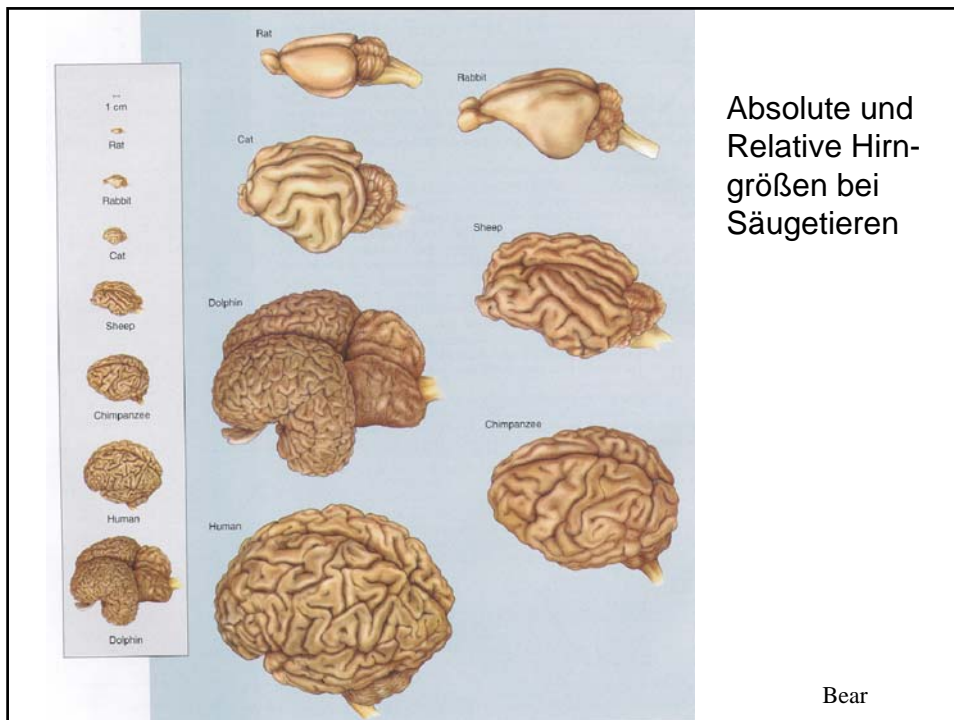 1 cm
Rat
Rabbit
Cat
Sheep
Chimpanzee
Human
Dolphin
Rat
Rabbit
Cat
Sheep
Dolphin
Chimpanzee
Human
Absolute und
Relative Hirn-
größen bei
Säugetieren
Bear